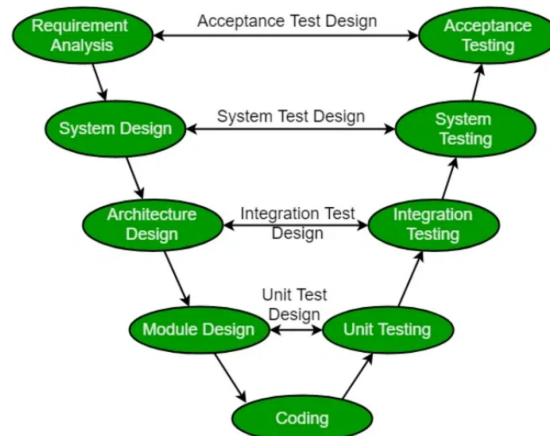 Requirement
Analysis
Acceptance Test Design
Acceptance
Testing
System Design
System Test Design
System
Testing
Architecture
Design
Integration Test
Design
Integration
Testing
Module Design
Unit Test
Design
Unit Testing
Coding